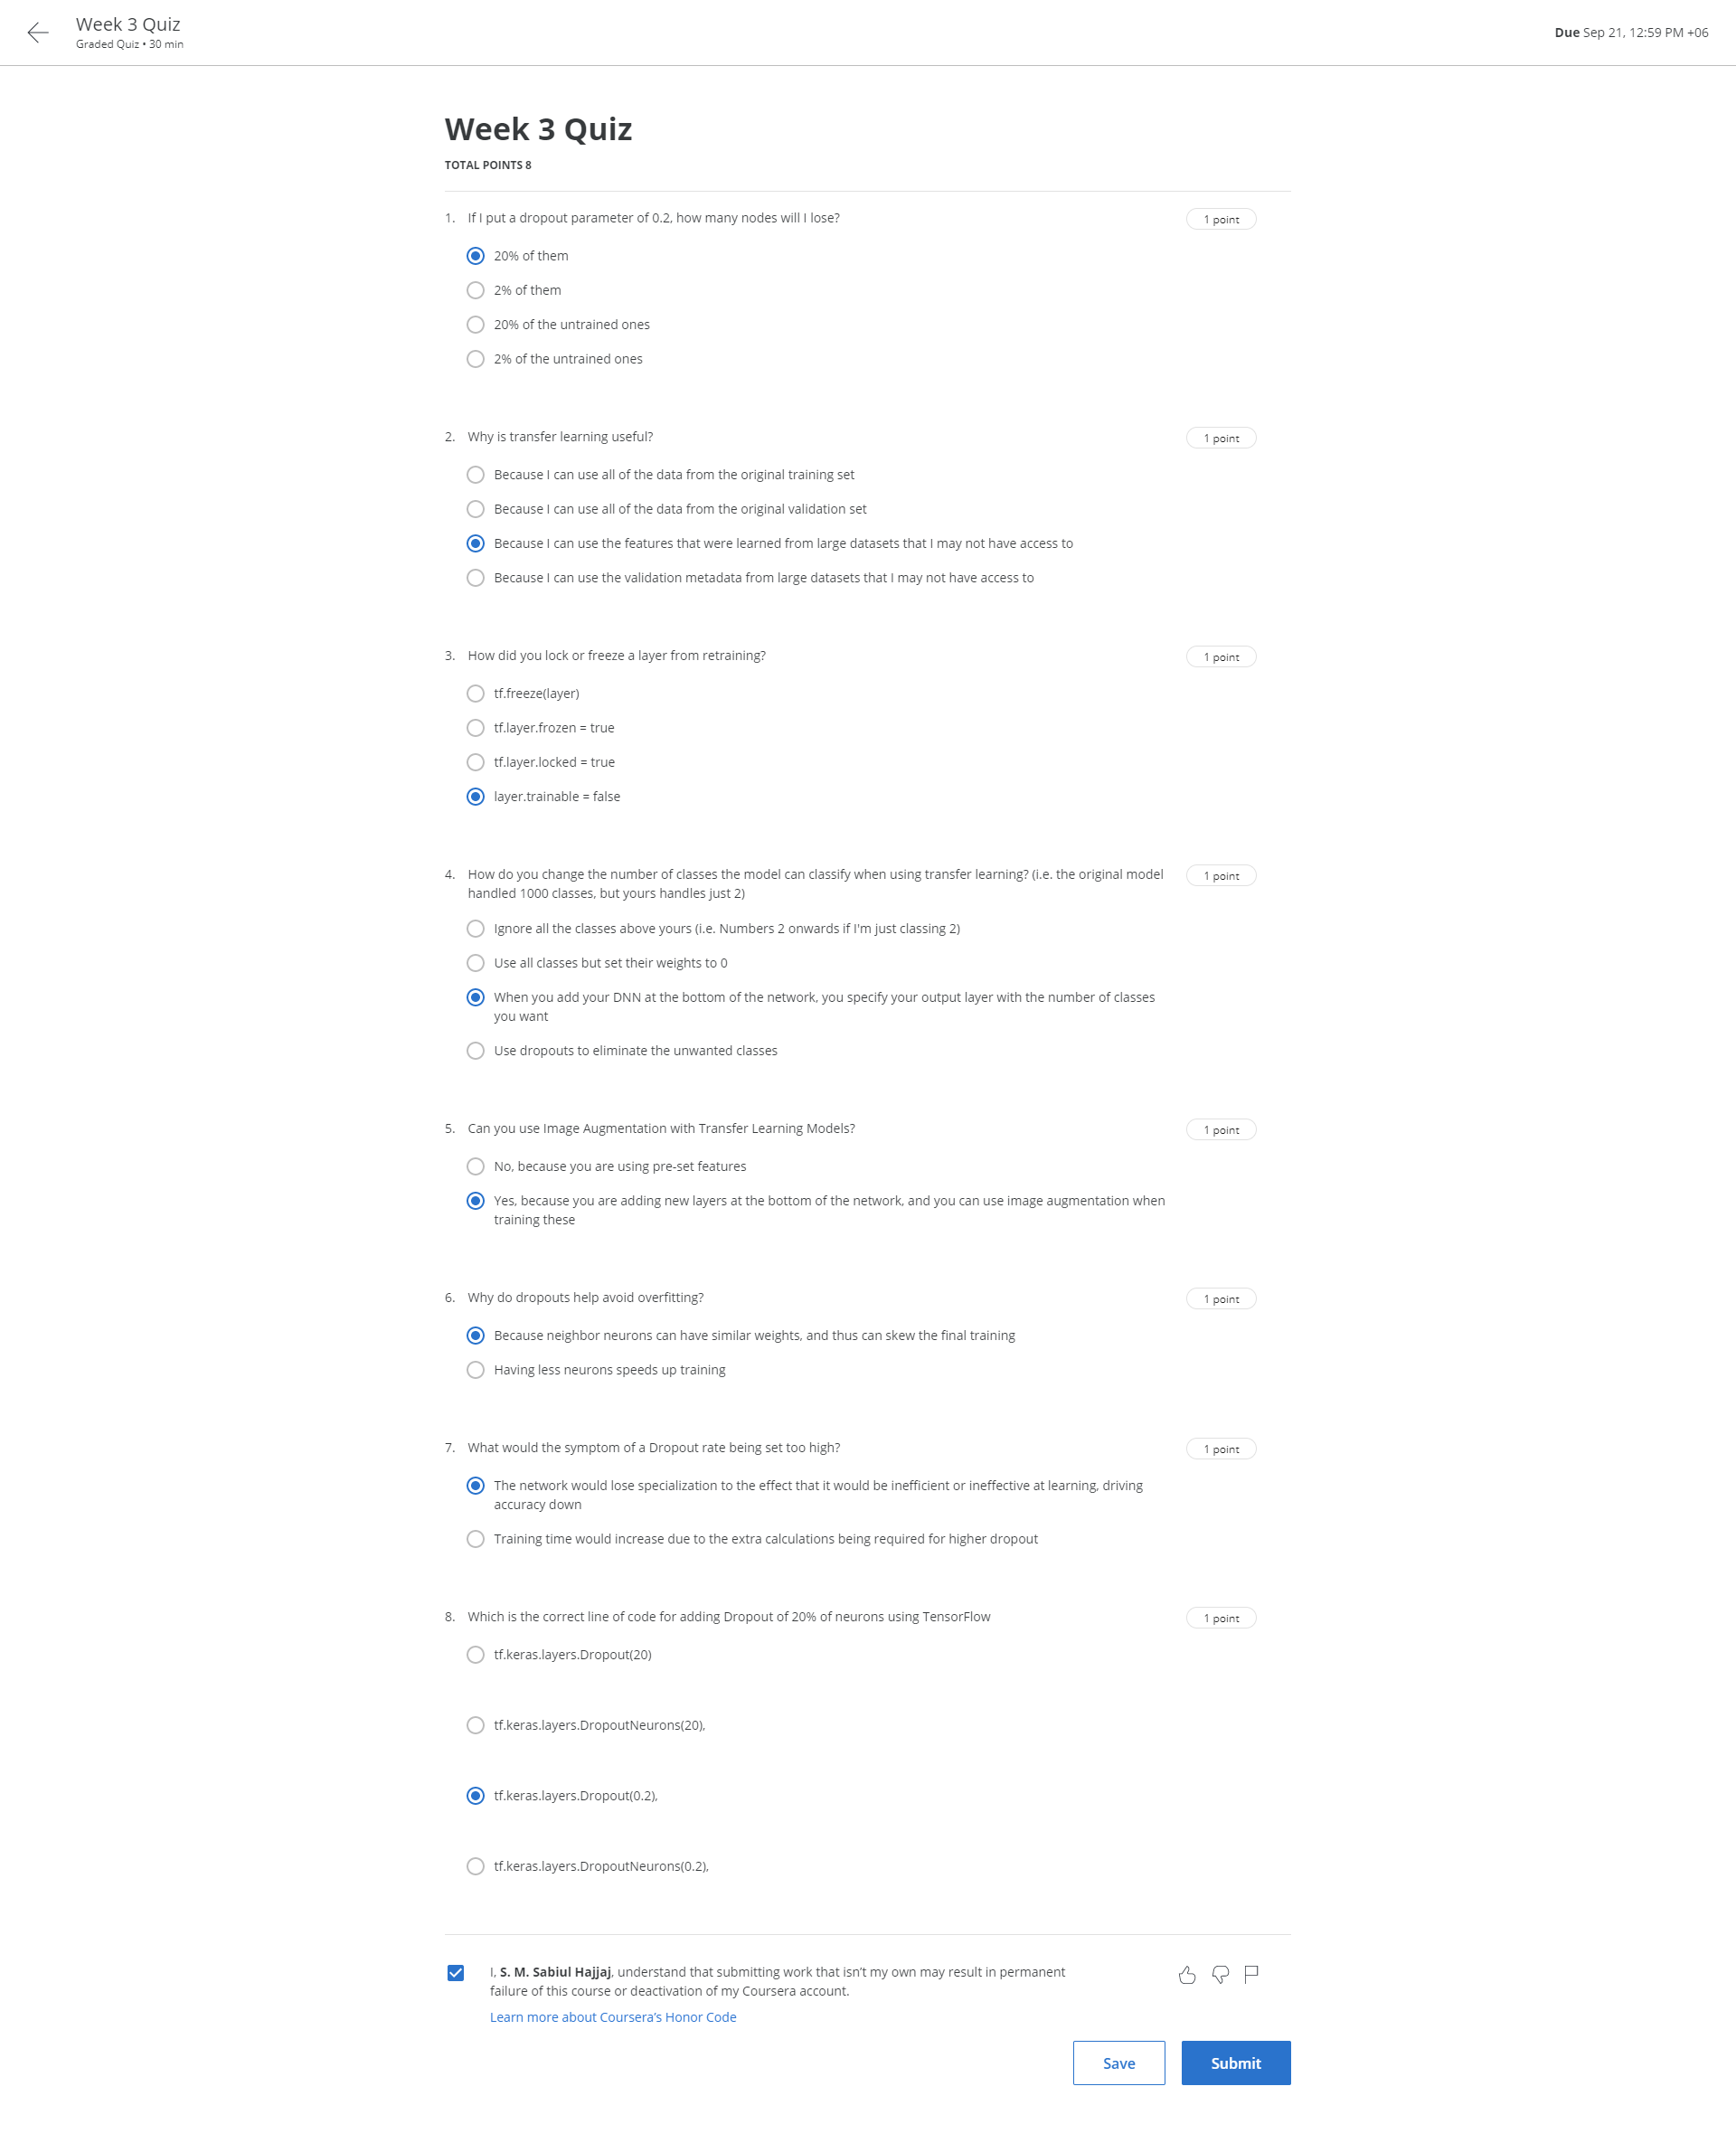 Week 3 Quiz
Graded Quiz • 30 min
Due Sep 21, 12:59 PM +06
Week 3 Quiz
TOTAL POINTS 8
1. If I put a dropout parameter of 0.2, how many nodes will I lose?
1 point
20% of them
2% of them
20% of the untrained ones
2% of the untrained ones
2. Why is transfer learning useful?
1 point
Because I can use all of the data from the original training set
Because I can use all of the data from the original validation set
Because I can use the features that were learned from large datasets that I may not have access to
Because I can use the validation metadata from large datasets that I may not have access to
3. How did you lock or freeze a layer from retraining?
1 point
tf.freeze(layer)
tf.layer.frozen = true
tf.layer.locked = true
layer.trainable = false
4. How do you change the number of classes the model can classify when using transfer learning? (i.e. the original model
handled 1000 classes, but yours handles just 2)
1 point
Ignore all the classes above yours (i.e. Numbers 2 onwards if I'm just classing 2)
Use all classes but set their weights to 0
When you add your DNN at the bottom of the network, you specify your output layer with the number of classes
you want
Use dropouts to eliminate the unwanted classes
5. Can you use Image Augmentation with Transfer Learning Models?
1 point
No, because you are using pre-set features
Yes, because you are adding new layers at the bottom of the network, and you can use image augmentation when
training these
6. Why do dropouts help avoid overfitting?
1 point
Because neighbor neurons can have similar weights, and thus can skew the final training
Having less neurons speeds up training
7. What would the symptom of a Dropout rate being set too high?
1 point
The network would lose specialization to the effect that it would be inefficient or ineffective at learning, driving
accuracy down
Training time would increase due to the extra calculations being required for higher dropout
8. Which is the correct line of code for adding Dropout of 20% of neurons using TensorFlow
1 point
tf.keras.layers.Dropout(20)
tf.keras.layers.DropoutNeurons(20),
tf.keras.layers.Dropout(0.2),
tf.keras.layers.DropoutNeurons(0.2),
I, S. M. Sabiul Hajjaj, understand that submitting work that isn’t my own may result in permanent
failure of this course or deactivation of my Coursera account.
Learn more about Coursera’s Honor Code
Save
Submit